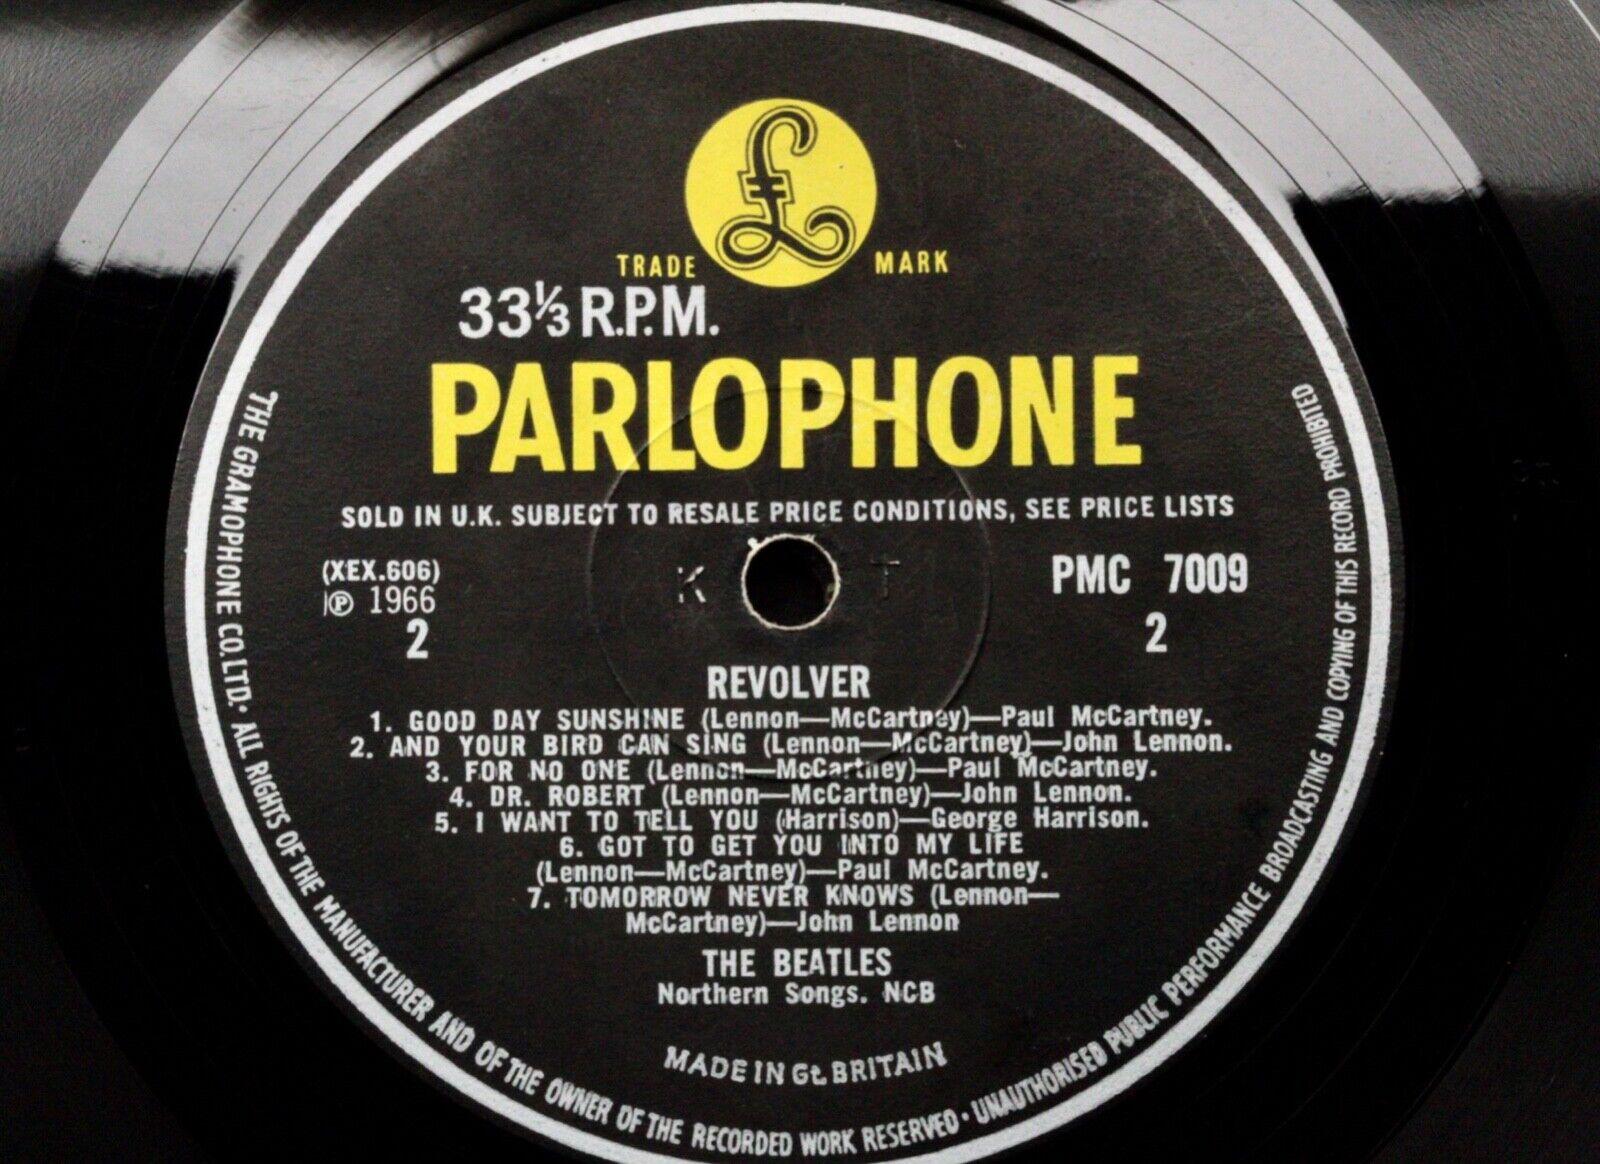 £
TRADE MARK
33⅓ R.P.M.
PARLOPHONE
SOLD IN U.K. SUBJECT TO RESALE PRICE CONDITIONS, SEE PRICE LISTS
(XEX.606)
Ⓟ 1966
2
K T
PMC 7009
2
REVOLVER
1. GOOD DAY SUNSHINE (Lennon—McCartney)—Paul McCartney.
2. AND YOUR BIRD CAN SING (Lennon—McCartney)—John Lennon.
3. FOR NO ONE (Lennon—McCartney)—Paul McCartney.
4. DR. ROBERT (Lennon—McCartney)—John Lennon.
5. I WANT TO TELL YOU (Harrison)—George Harrison.
6. GOT TO GET YOU INTO MY LIFE
(Lennon—McCartney)—Paul McCartney.
7. TOMORROW NEVER KNOWS (Lennon—
McCartney)—John Lennon
THE BEATLES
Northern Songs. NCB
MADE IN Gt. BRITAIN
THE GRAMOPHONE CO. LTD. · ALL RIGHTS OF THE MANUFACTURER AND OF THE OWNER OF THE RECORDED WORK RESERVED · UNAUTHORISED PUBLIC PERFORMANCE BROADCASTING AND COPYING OF THIS RECORD PROHIBITED